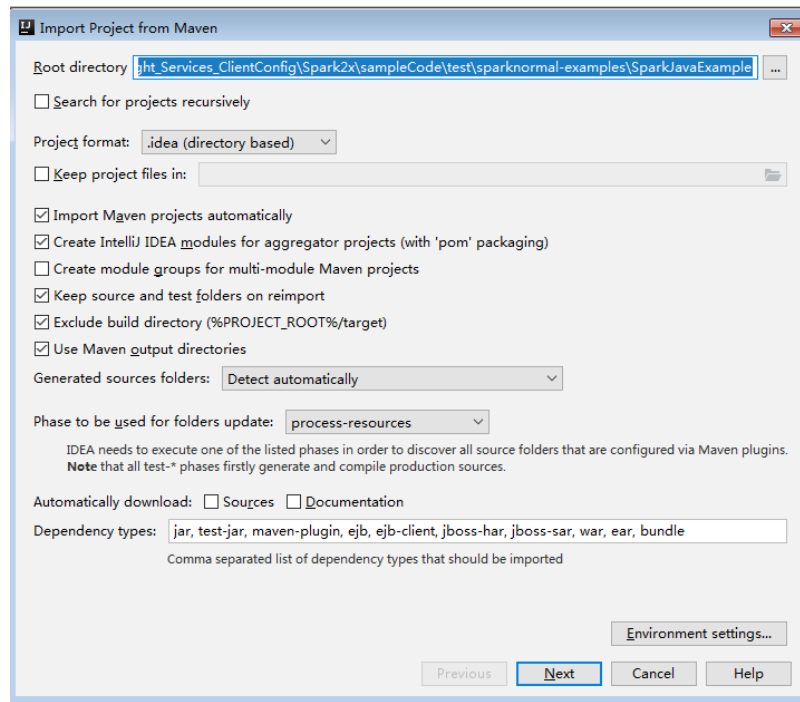 Import Project from Maven
Root directory ght_Services_ClientConfig\Spark2x\sampleCode\test\sparknormal-examples\SparkJavaExample ...
Search for projects recursively
Project format: .idea (directory based)
Keep project files in:
Import Maven projects automatically
Create IntelliJ IDEA modules for aggregator projects (with 'pom' packaging)
Create module groups for multi-module Maven projects
Keep source and test folders on reimport
Exclude build directory (%PROJECT_ROOT%/target)
Use Maven output directories
Generated sources folders: Detect automatically
Phase to be used for folders update: process-resources
IDEA needs to execute one of the listed phases in order to discover all source folders that are configured via Maven plugins.
Note that all test-* phases firstly generate and compile production sources.
Automatically download: Sources Documentation
Dependency types: jar, test-jar, maven-plugin, ejb, ejb-client, jboss-har, jboss-sar, war, ear, bundle
Comma separated list of dependency types that should be imported
Environment settings...
Previous Next Cancel Help